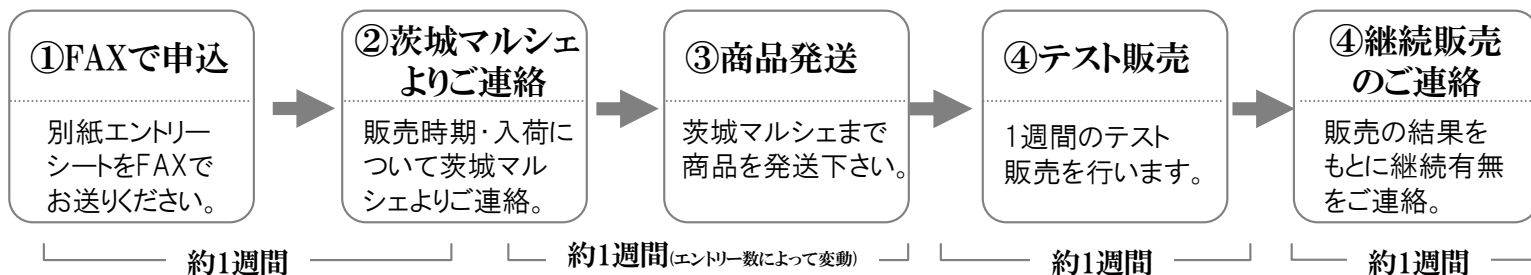 ①FAXで申込
別紙エントリー
シートをFAXで
お送りください。
②茨城マルシェ
よりご連絡
販売時期・入荷に
ついて茨城マル
シェよりご連絡。
③商品発送
茨城マルシェまで
商品を発送下さい。
④テスト販売
1週間のテスト
販売を行います。
④継続販売
のご連絡
販売の結果を
もとに継続有無
をご連絡。
約1週間
約1週間(エントリー数によって変動)
約1週間
約1週間